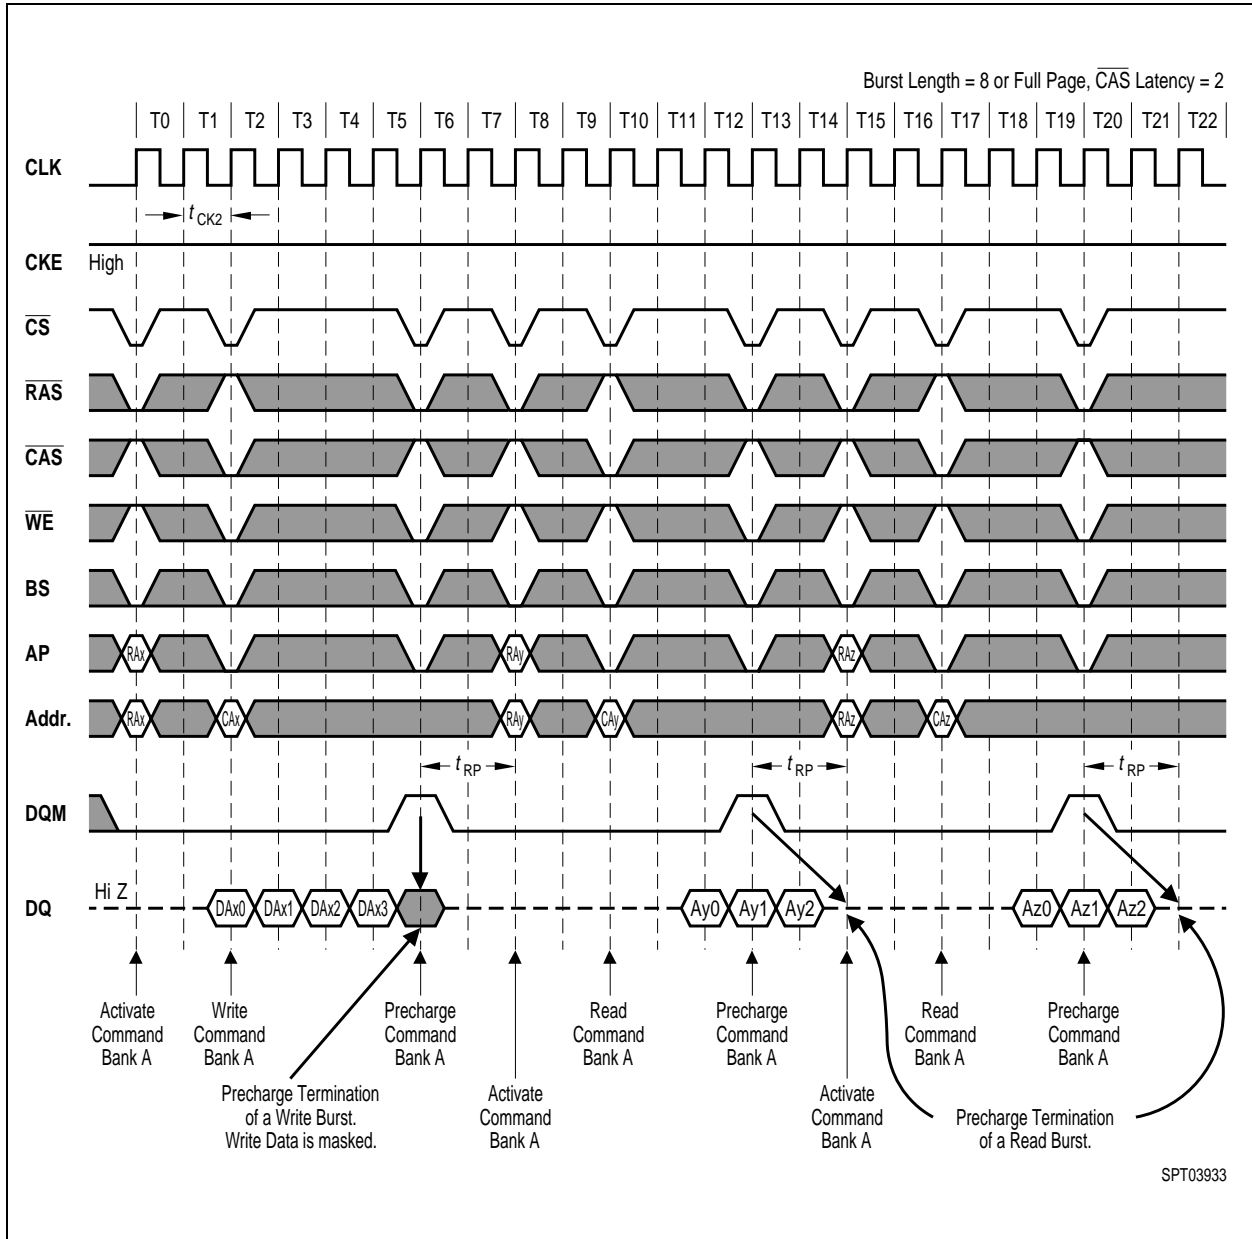 Burst Length = 8 or Full Page, CAS Latency = 2
T0 T1 T2 T3 T4 T5 T6 T7 T8 T9 T10 T11 T12 T13 T14 T15 T16 T17 T18 T19 T20 T21 T22
CLK
t CK2
CKE High
CS
RAS
CAS
WE
BS
AP RAx RAy RAz
Addr. RAx CAx RAy CAy RAz CAz
t RP t RP t RP
DQM
Hi Z
DQ DAx0 DAx1 DAx2 DAx3 Ay0 Ay1 Ay2 Az0 Az1 Az2
Activate
Command
Bank A
Write
Command
Bank A
Precharge
Command
Bank A
Read
Command
Bank A
Precharge
Command
Bank A
Read
Command
Bank A
Precharge
Command
Bank A
Precharge Termination
of a Write Burst.
Write Data is masked.
Activate
Command
Bank A
Activate
Command
Bank A
Precharge Termination
of a Read Burst.
SPT03933